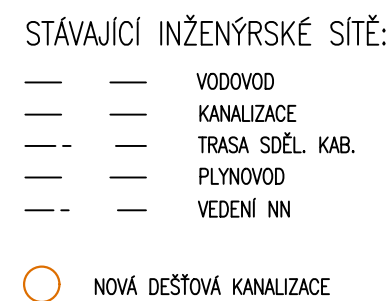 STÁVAJÍCÍ INŽENÝRSKÉ SÍTĚ:
VODOVOD
KANALIZACE
TRASA SDĚL. KAB.
PLYNOVOD
VEDENÍ NN
NOVÁ DEŠŤOVÁ KANALIZACE